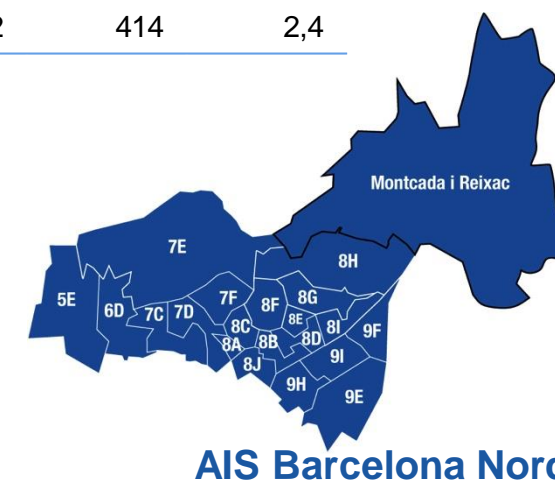 2 414 2,4
Montcada i Reixac
7E
8H
5E
6D
7C
7D
7F
8F
8G
8E
8C
8A
8B
8D
8I
9F
9I
8J
9H
9E
AIS Barcelona Nord